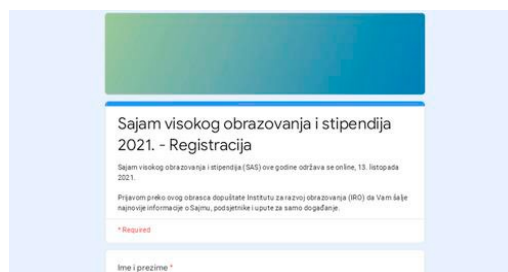 Sajam visokog obrazovanja i stipendija
2021. - Registracija
Sajam visokog obrazovanja i stipendija (SAS) ove godine održava se online, 13. listopada
2021.
Prijavom preko ovog obrasca dopuštate Institutu za razvoj obrazovanja (IRO) da Vam šalje
najnovije informacije o Sajmu, podsjetnike i upute za samo događanje.
* Required
Ime i prezime *